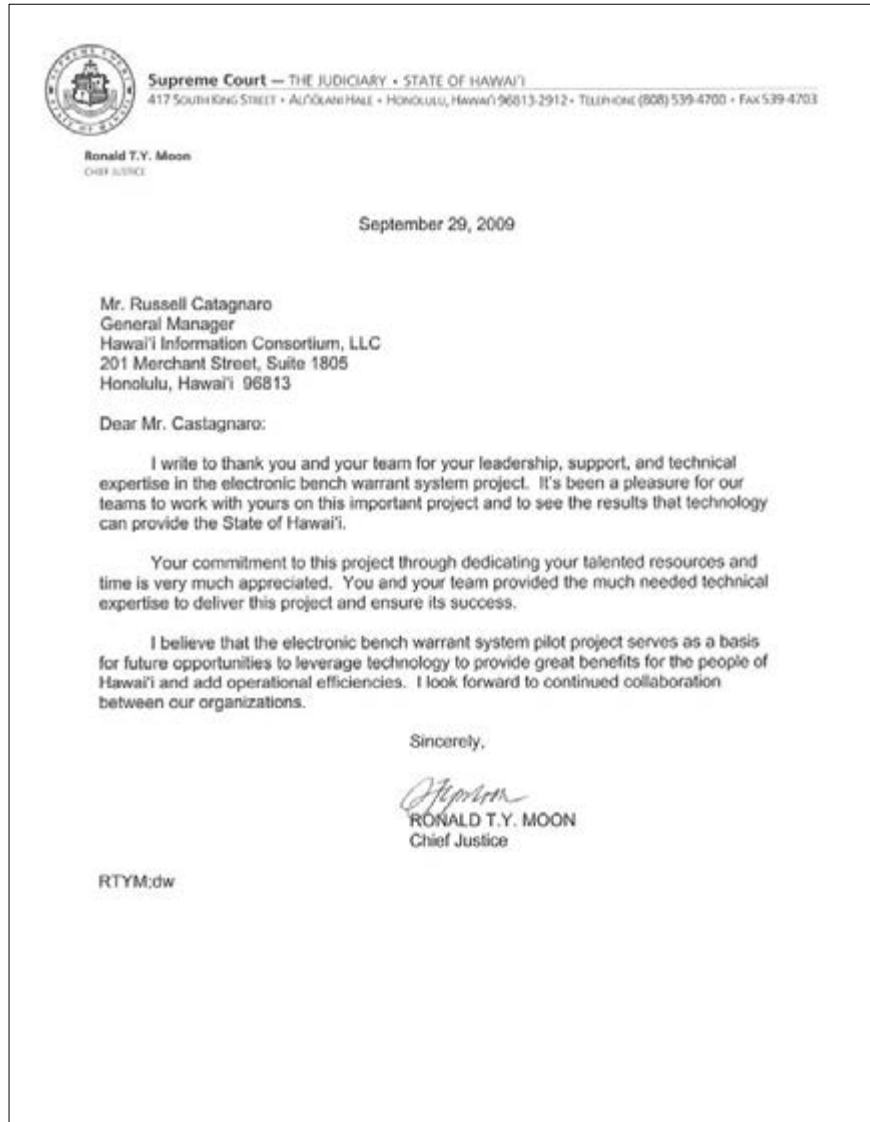 Supreme Court — THE JUDICIARY • STATE OF HAWAI'I
417 SOUTH KING STREET • ALI'IŌLANI HALE • HONOLULU, HAWAI'I 96813-2912 • TELEPHONE (808) 539-4700 • FAX 539-4703
Ronald T.Y. Moon
CHIEF JUSTICE
September 29, 2009
Mr. Russell Catagnaro
General Manager
Hawai'i Information Consortium, LLC
201 Merchant Street, Suite 1805
Honolulu, Hawai'i 96813
Dear Mr. Castagnaro:
I write to thank you and your team for your leadership, support, and technical
expertise in the electronic bench warrant system project. It's been a pleasure for our
teams to work with yours on this important project and to see the results that technology
can provide the State of Hawai'i.
Your commitment to this project through dedicating your talented resources and
time is very much appreciated. You and your team provided the much needed technical
expertise to deliver this project and ensure its success.
I believe that the electronic bench warrant system pilot project serves as a basis
for future opportunities to leverage technology to provide great benefits for the people of
Hawai'i and add operational efficiencies. I look forward to continued collaboration
between our organizations.
Sincerely,
RONALD T.Y. MOON
Chief Justice
RTYM:dw